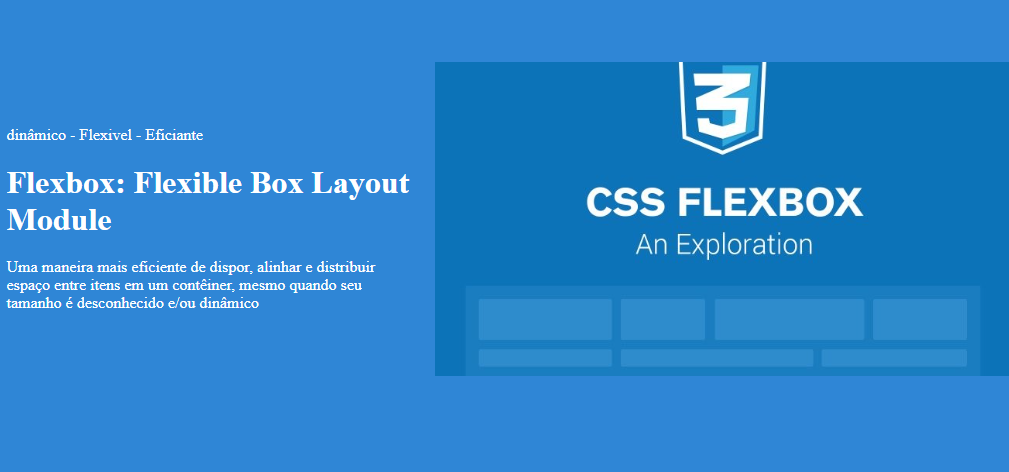 dinâmico - Flexivel - Eficiante
Flexbox: Flexible Box Layout
Module
Uma maneira mais eficiente de dispor, alinhar e distribuir
espaço entre itens em um contêiner, mesmo quando seu
tamanho é desconhecido e/ou dinâmico
3
CSS FLEXBOX
An Exploration